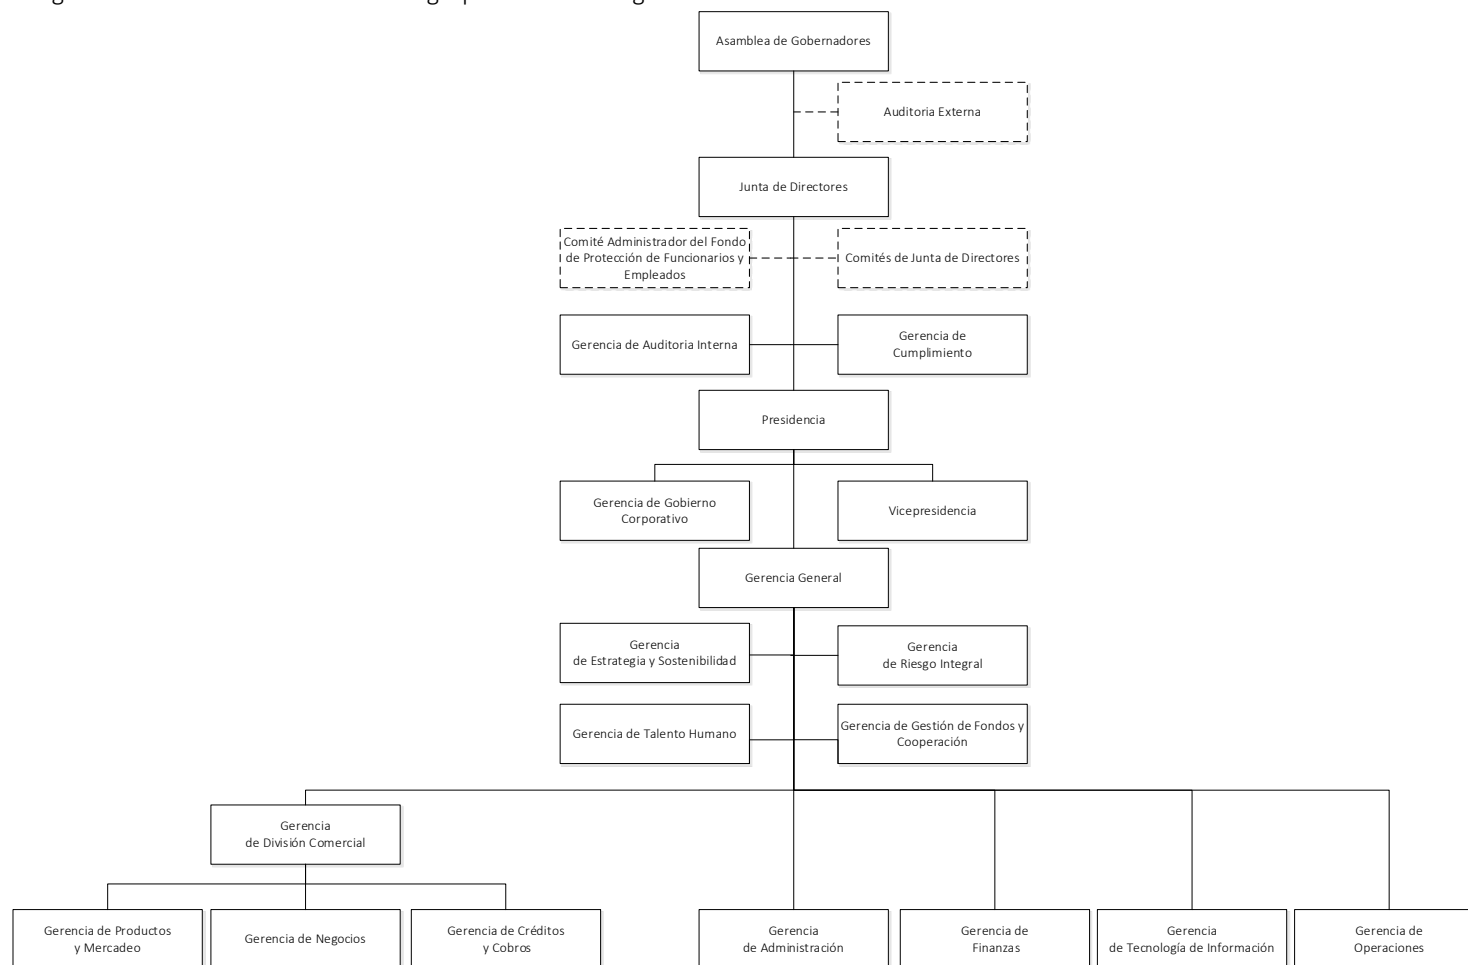 Asamblea de Gobernadores
Auditoria Externa
Junta de Directores
Comité Administrador del Fondo
de Protección de Funcionarios y
Empleados
Comités de Junta de Directores
Gerencia de Auditoria Interna
Gerencia de
Cumplimiento
Presidencia
Gerencia de Gobierno
Corporativo
Vicepresidencia
Gerencia General
Gerencia
de Estrategia y Sostenibilidad
Gerencia
de Riesgo Integral
Gerencia de Talento Humano
Gerencia de Gestión de Fondos y
Cooperación
Gerencia
de División Comercial
Gerencia de Productos
y Mercadeo
Gerencia de Negocios
Gerencia de Créditos
y Cobros
Gerencia
de Administración
Gerencia de
Finanzas
Gerencia
de Tecnología de Información
Gerencia de
Operaciones